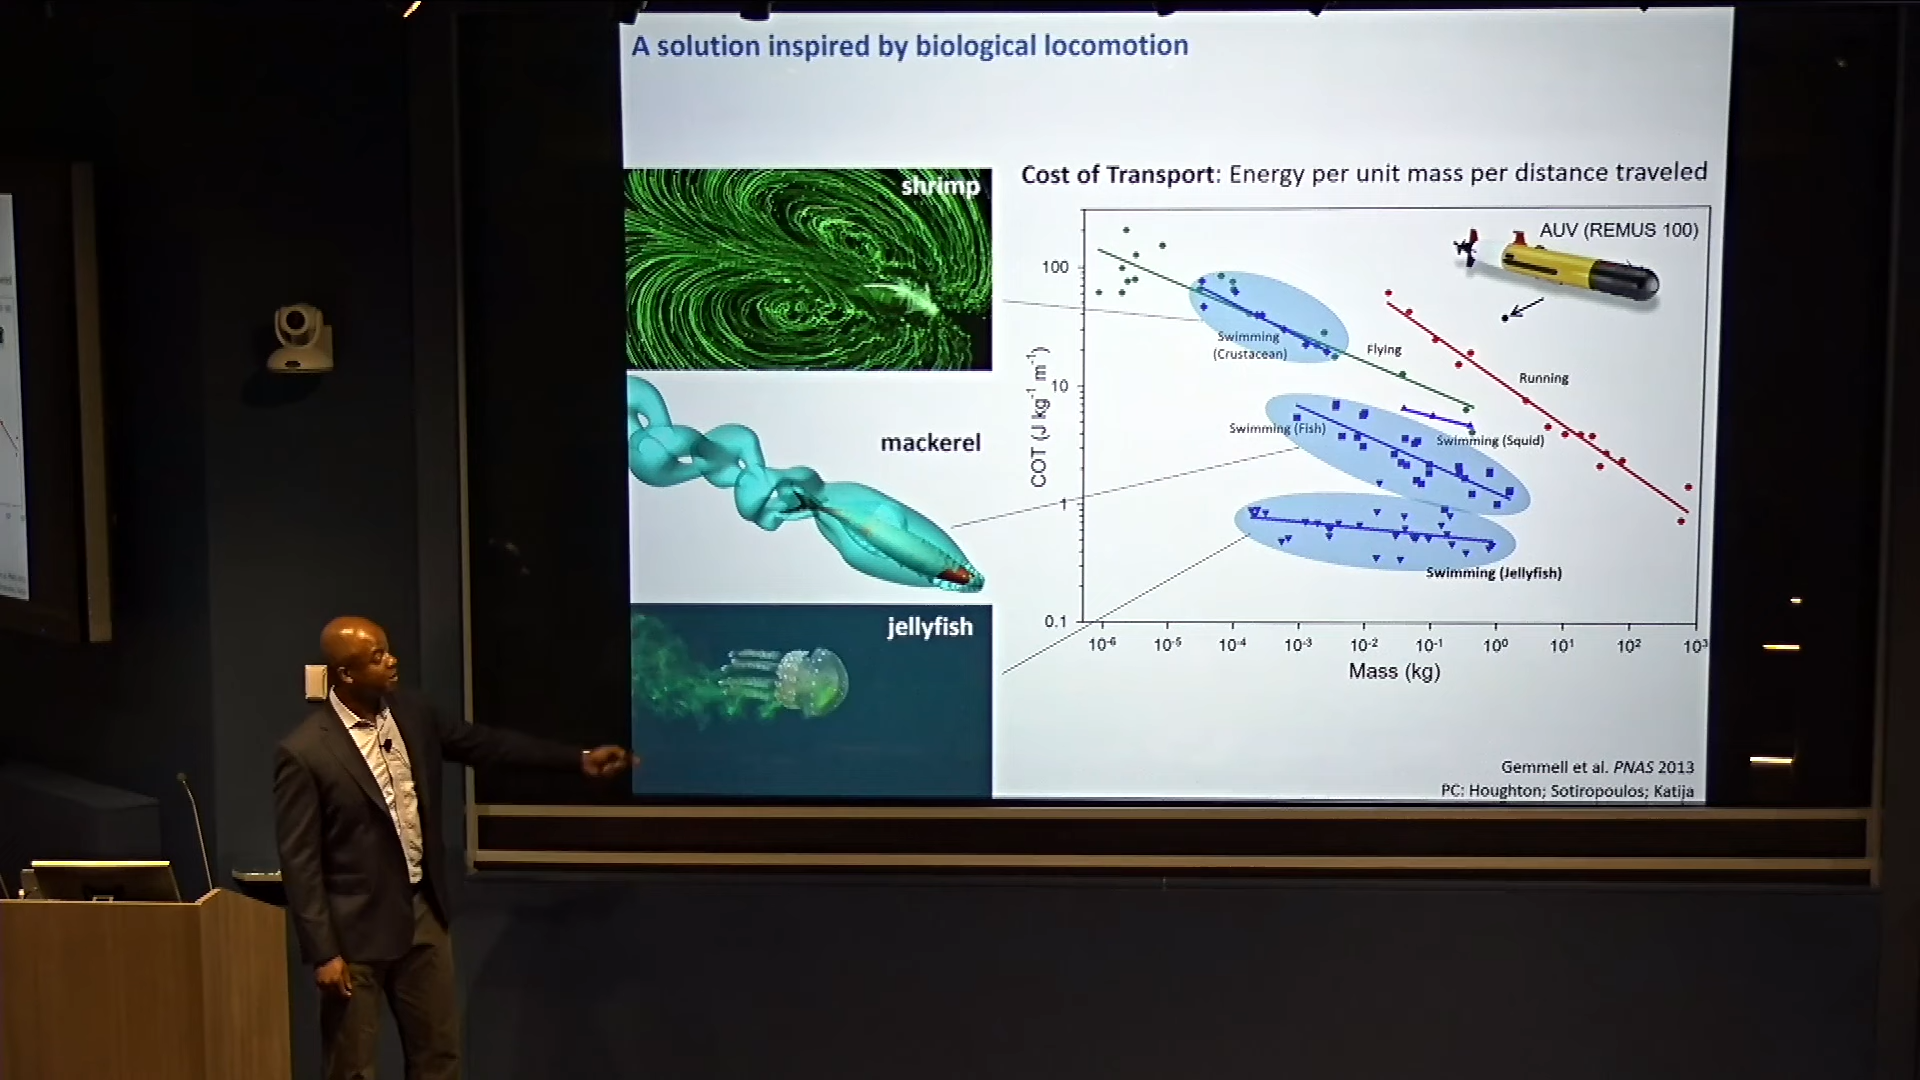 A solution inspired by biological locomotion
shrimp
mackerel
jellyfish
Cost of Transport: Energy per unit mass per distance traveled
AUV (REMUS 100)
100
10
1
0.1
COT (J kg⁻¹ m⁻¹)
Swimming
(Crustacean)
Flying
Running
Swimming (Fish)
Swimming (Squid)
Swimming (Jellyfish)
10⁻⁶ 10⁻⁵ 10⁻⁴ 10⁻³ 10⁻² 10⁻¹ 10⁰ 10¹ 10² 10³
Mass (kg)
Gemmell et al. PNAS 2013
PC: Houghton; Sotiropoulos; Katija